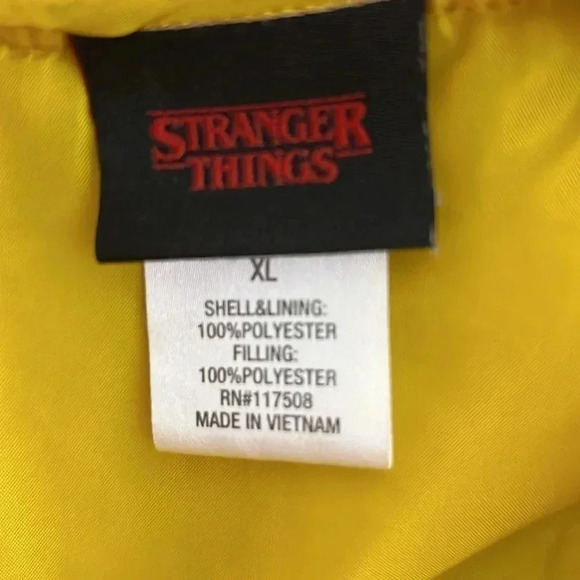 STRANGER
THINGS
XL
SHELL&LINING:
100%POLYESTER
FILLING:
100%POLYESTER
RN#117508
MADE IN VIETNAM